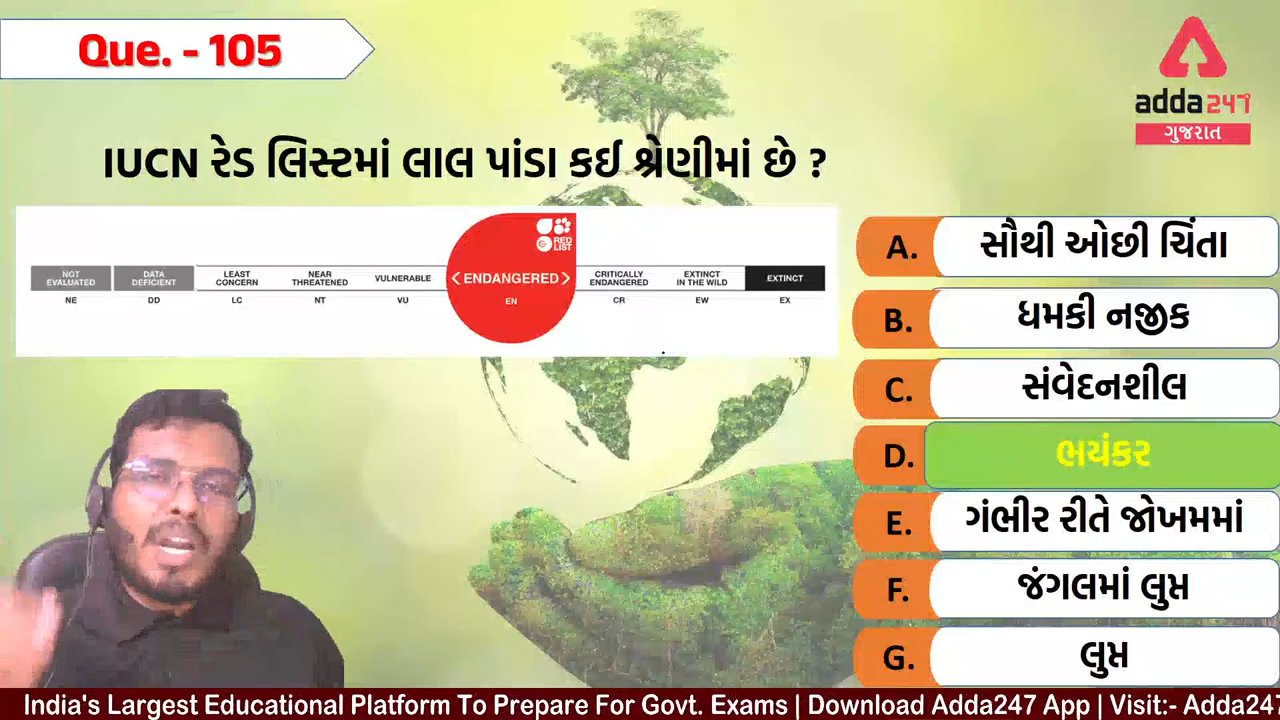 Que. - 105
adda247
ગુજરાત
IUCN રેડ લિસ્ટમાં લાલ પાંડા કઈ શ્રેણીમાં છે ?
RED
LIST
NOT
EVALUATED
DATA
DEFICIENT
LEAST
CONCERN
NEAR
THREATENED
VULNERABLE
< ENDANGERED >
CRITICALLY
ENDANGERED
EXTINCT
IN THE WILD
EXTINCT
NE
DD
LC
NT
VU
EN
CR
EW
EX
A. સૌથી ઓછી ચિંતા
B. ધમકી નજીક
C. સંવેદનશીલ
D. ભયંકર
E. ગંભીર રીતે જોખમમાં
F. જંગલમાં લુપ્ત
G. લુપ્ત
India's Largest Educational Platform To Prepare For Govt. Exams | Download Adda247 App | Visit:- Adda247